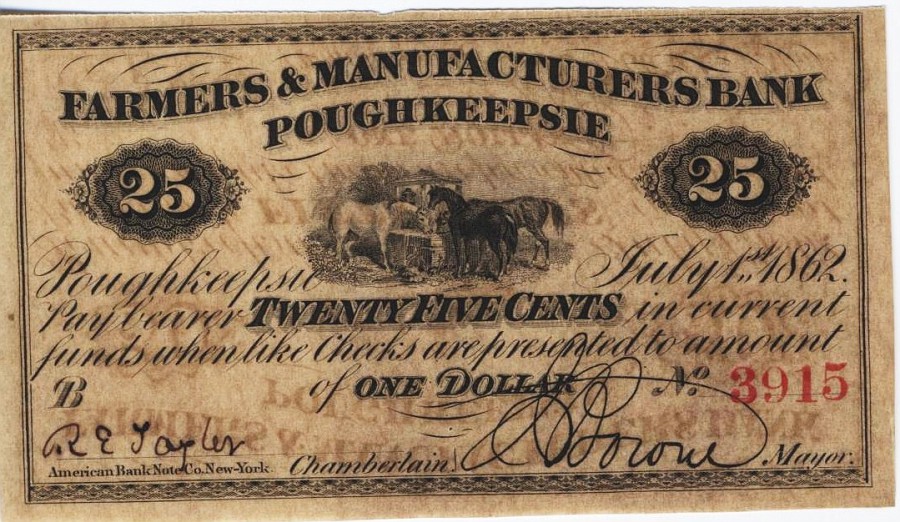 FARMERS & MANUFACTURERS BANK
POUGHKEEPSIE
25 25
Poughkeepsie July 1st 1862.
Pay bearer TWENTY FIVE CENTS in current
funds, when like Checks are presented to amount
B of ONE DOLLAR No. 3915
R E Taylor
American Bank Note Co. New-York. Chamberlain Mayor.